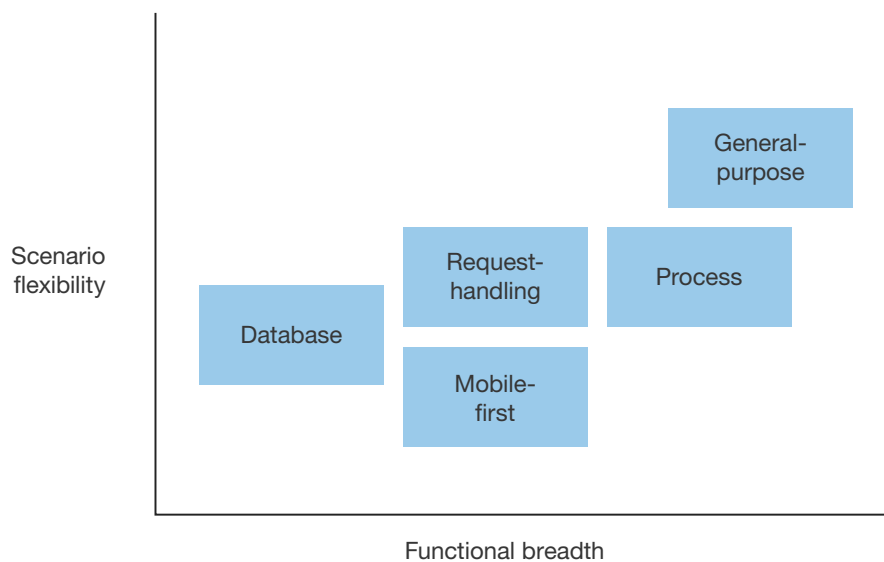 General-
purpose
Scenario
flexibility
Request-
handling
Process
Database
Mobile-
first
Functional breadth